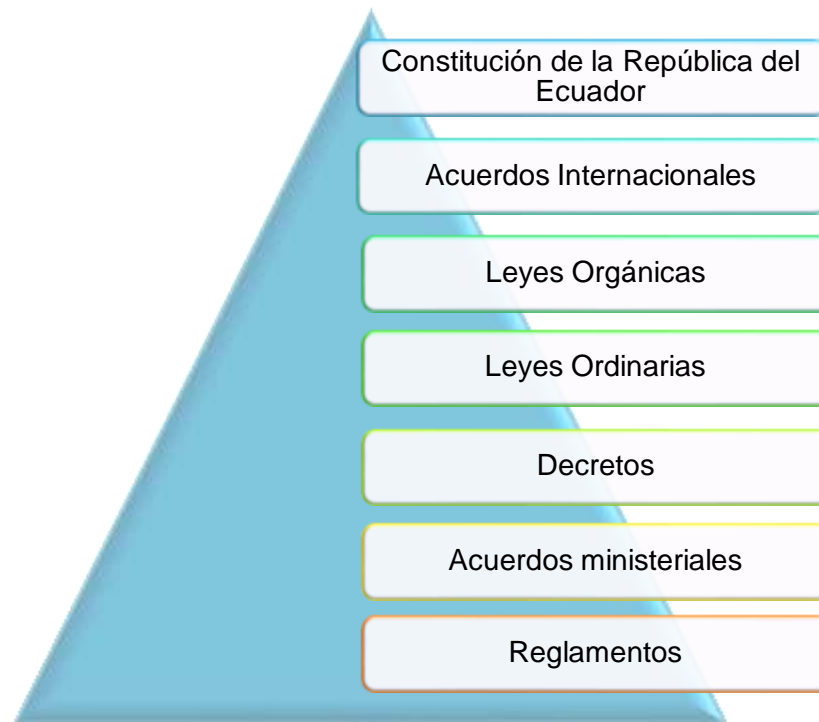 Constitución de la República del
Ecuador
Acuerdos Internacionales
Leyes Orgánicas
Leyes Ordinarias
Decretos
Acuerdos ministeriales
Reglamentos